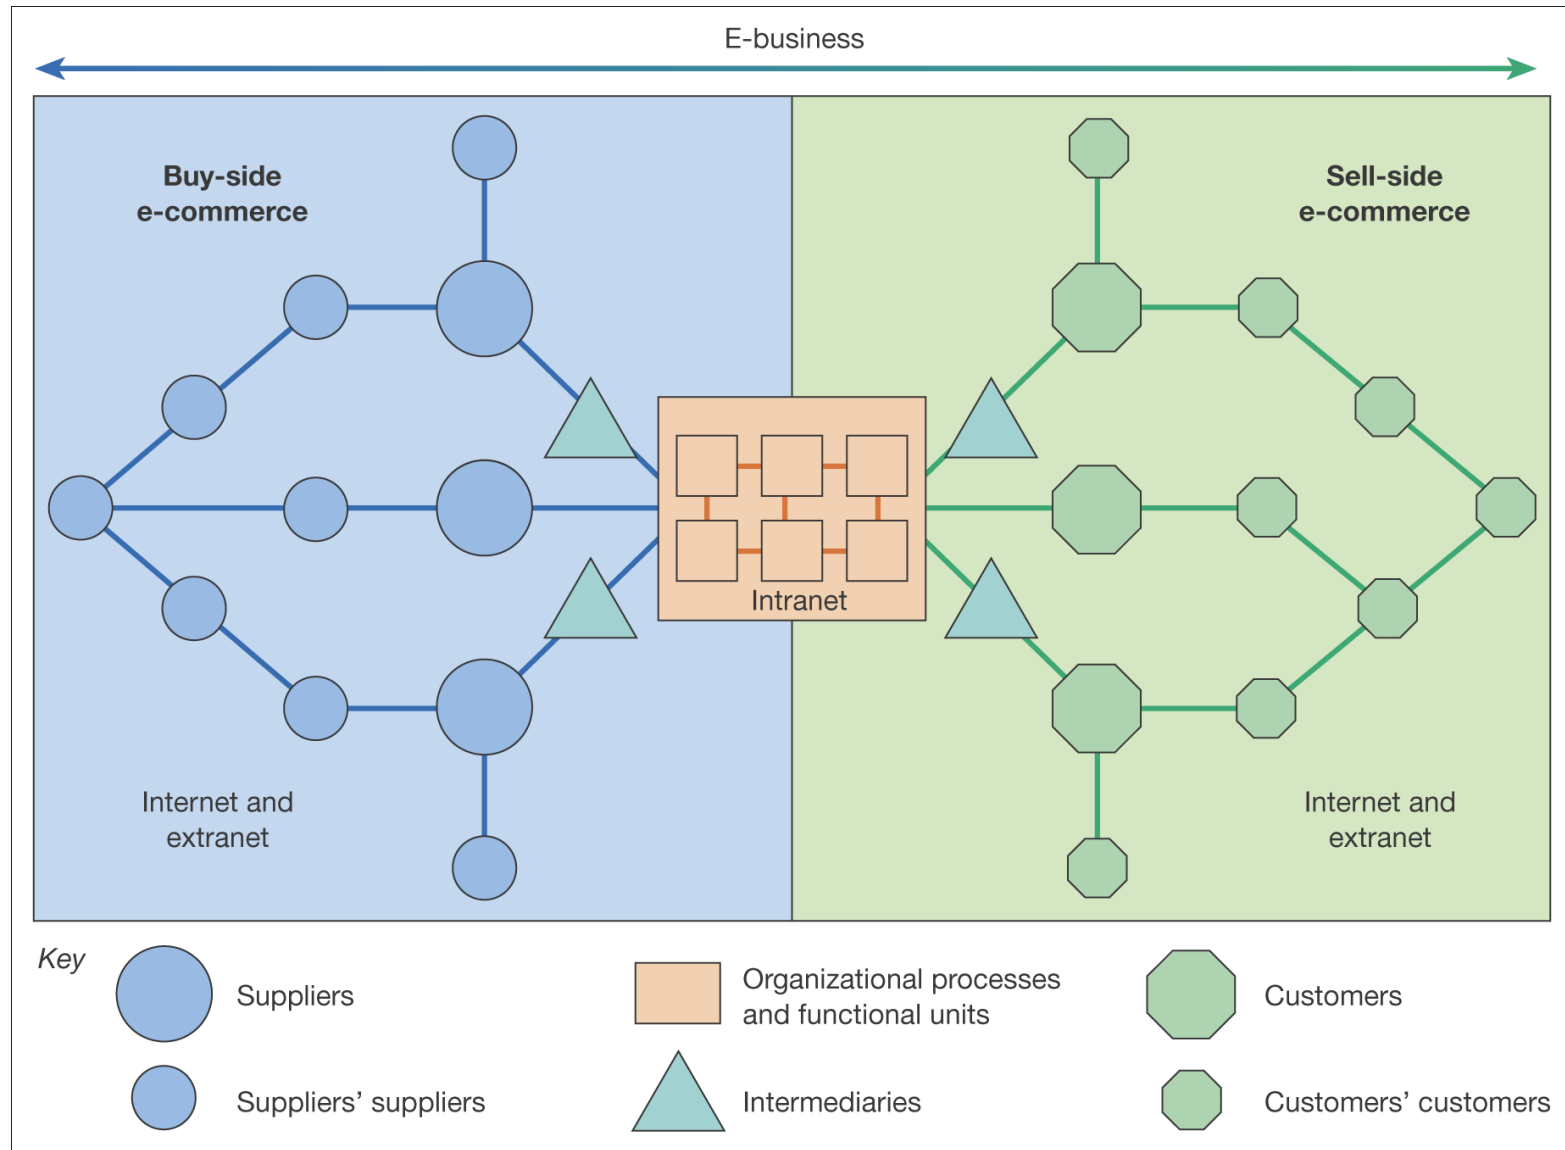 E-business
Buy-side
e-commerce
Sell-side
e-commerce
Intranet
Internet and
extranet
Internet and
extranet
Key
Suppliers
Organizational processes
and functional units
Customers
Suppliers’ suppliers
Intermediaries
Customers’ customers